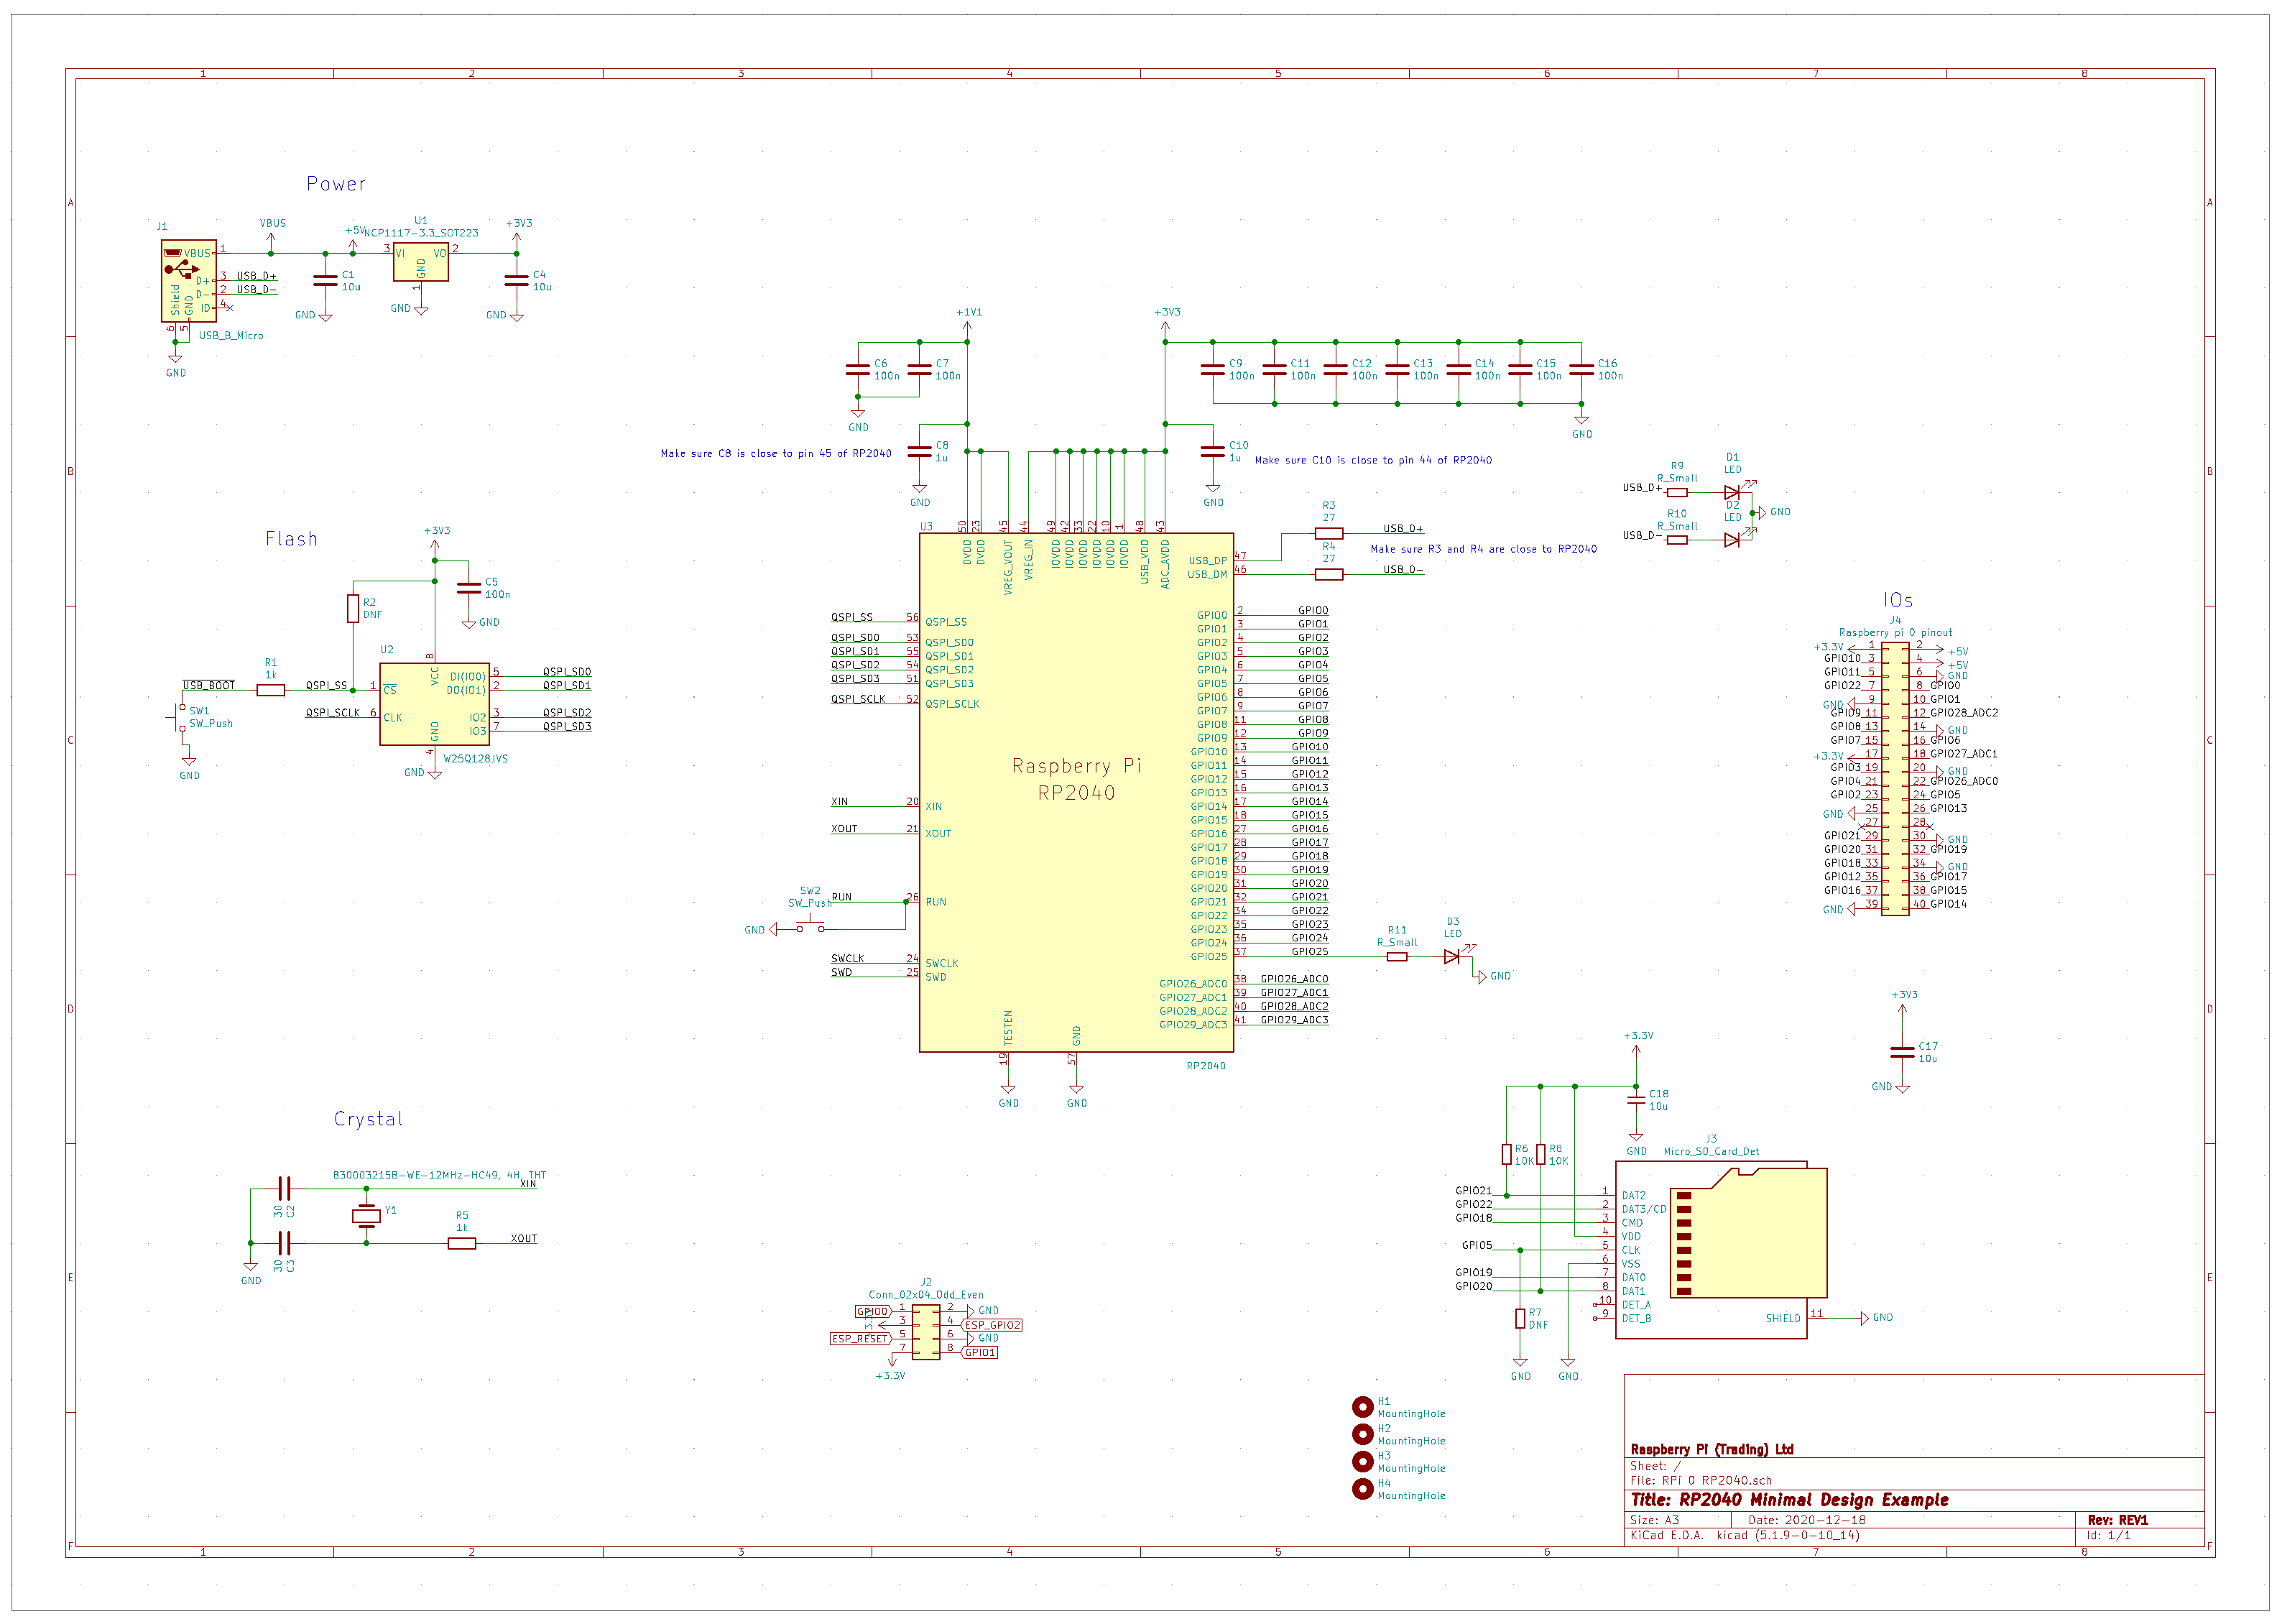 1 2 3 4 5 6 7 8
A
B
C
D
E
F
Power
J1
VBUS
D+
D-
ID
Shield
GND
1
3
2
4
6
5
USB_D+
USB_D-
USB_B_Micro
GND
VBUS
+5V
C1
10u
GND
U1
NCP1117-3.3_SOT223
3 VI
VO 2
GND
1
GND
+3V3
C4
10u
GND
Flash
+3V3
C5
100n
GND
R2
DNF
U2
R1
1k
USB_BOOT
QSPI_SS
1 CS
QSPI_SCLK
6 CLK
VCC
8
GND
4
DI(IO0) 5 QSPI_SD0
DO(IO1) 2 QSPI_SD1
IO2 3 QSPI_SD2
IO3 7 QSPI_SD3
W25Q128JVS
GND
SW1
SW_Push
GND
Crystal
B30003215B-WE-12MHz-HC49, 4H, THT
XIN
30
C2
Y1
R5
1k
XOUT
30
C3
GND
+1V1
C6
100n
C7
100n
GND
C8
1u
GND
Make sure C8 is close to pin 45 of RP2040
+3V3
C9
100n
C11
100n
C12
100n
C13
100n
C14
100n
C15
100n
C16
100n
GND
C10
1u
GND
Make sure C10 is close to pin 44 of RP2040
U3
50 DVDD
23 DVDD
45 VREG_VOUT
44 VREG_IN
49 IOVDD
42 IOVDD
33 IOVDD
22 IOVDD
10 IOVDD
1 IOVDD
48 USB_VDD
43 ADC_AVDD
R3
27
USB_D+
R4
27
USB_D-
Make sure R3 and R4 are close to RP2040
USB_DP 47
USB_DM 46
QSPI_SS 56 QSPI_SS
QSPI_SD0 53 QSPI_SD0
QSPI_SD1 55 QSPI_SD1
QSPI_SD2 54 QSPI_SD2
QSPI_SD3 51 QSPI_SD3
QSPI_SCLK 52 QSPI_SCLK
XIN 20 XIN
XOUT 21 XOUT
SW2
SW_Push
RUN 26 RUN
GND
SWCLK 24 SWCLK
SWD 25 SWD
Raspberry Pi
RP2040
GPIO0 2 GPIO0
GPIO1 3 GPIO1
GPIO2 4 GPIO2
GPIO3 5 GPIO3
GPIO4 6 GPIO4
GPIO5 7 GPIO5
GPIO6 8 GPIO6
GPIO7 9 GPIO7
GPIO8 11 GPIO8
GPIO9 12 GPIO9
GPIO10 13 GPIO10
GPIO11 14 GPIO11
GPIO12 15 GPIO12
GPIO13 16 GPIO13
GPIO14 17 GPIO14
GPIO15 18 GPIO15
GPIO16 27 GPIO16
GPIO17 28 GPIO17
GPIO18 29 GPIO18
GPIO19 30 GPIO19
GPIO20 31 GPIO20
GPIO21 32 GPIO21
GPIO22 34 GPIO22
GPIO23 35 GPIO23
GPIO24 36 GPIO24
GPIO25 37 GPIO25
GPIO26_ADC0 38 GPIO26_ADC0
GPIO27_ADC1 39 GPIO27_ADC1
GPIO28_ADC2 40 GPIO28_ADC2
GPIO29_ADC3 41 GPIO29_ADC3
TESTEN
19
GND
57
GND
GND
RP2040
R11
R_Small
D3
LED
GND
USB_D+
R9
R_Small
D1
LED
USB_D-
R10
R_Small
D2
LED
GND
IOs
J4
Raspberry pi 0 pinout
+3.3V 1 2 +5V
GPIO10 3 4 +5V
GPIO11 5 6 GND
GPIO22 7 8 GPIO0
GND 9 10 GPIO1
GPIO9 11 12 GPIO28_ADC2
GPIO8 13 14 GND
GPIO7 15 16 GPIO6
+3.3V 17 18 GPIO27_ADC1
GPIO3 19 20 GND
GPIO4 21 22 GPIO26_ADC0
GPIO2 23 24 GPIO5
GND 25 26 GPIO13
27 28
GPIO21 29 30 GND
GPIO20 31 32 GPIO19
GPIO18 33 34 GND
GPIO12 35 36 GPIO17
GPIO16 37 38 GPIO15
GND 39 40 GPIO14
+3V3
C17
10u
GND
+3.3V
C18
10u
GND
R6
10K
R8
10K
J3
Micro_SD_Card_Det
GPIO21 1 DAT2
GPIO22 2 DAT3/CD
GPIO18 3 CMD
4 VDD
GPIO5 5 CLK
6 VSS
GPIO19 7 DAT0
GPIO20 8 DAT1
10 DET_A
9 DET_B
SHIELD 11 GND
R7
DNF
GND
GND
J2
Conn_02x04_Odd_Even
GPIO0 1 2 GND
+3.3V 3 4 ESP_GPIO2
ESP_RESET 5 6 GND
7 8 GPIO1
+3.3V
H1
MountingHole
H2
MountingHole
H3
MountingHole
H4
MountingHole
Raspberry Pi (Trading) Ltd
Sheet: /
File: RPi 0 RP2040.sch
Title: RP2040 Minimal Design Example
Size: A3 Date: 2020-12-18 Rev: REV1
KiCad E.D.A. kicad (5.1.9-0-10_14) Id: 1/1
A
B
C
D
E
F
1 2 3 4 5 6 7 8